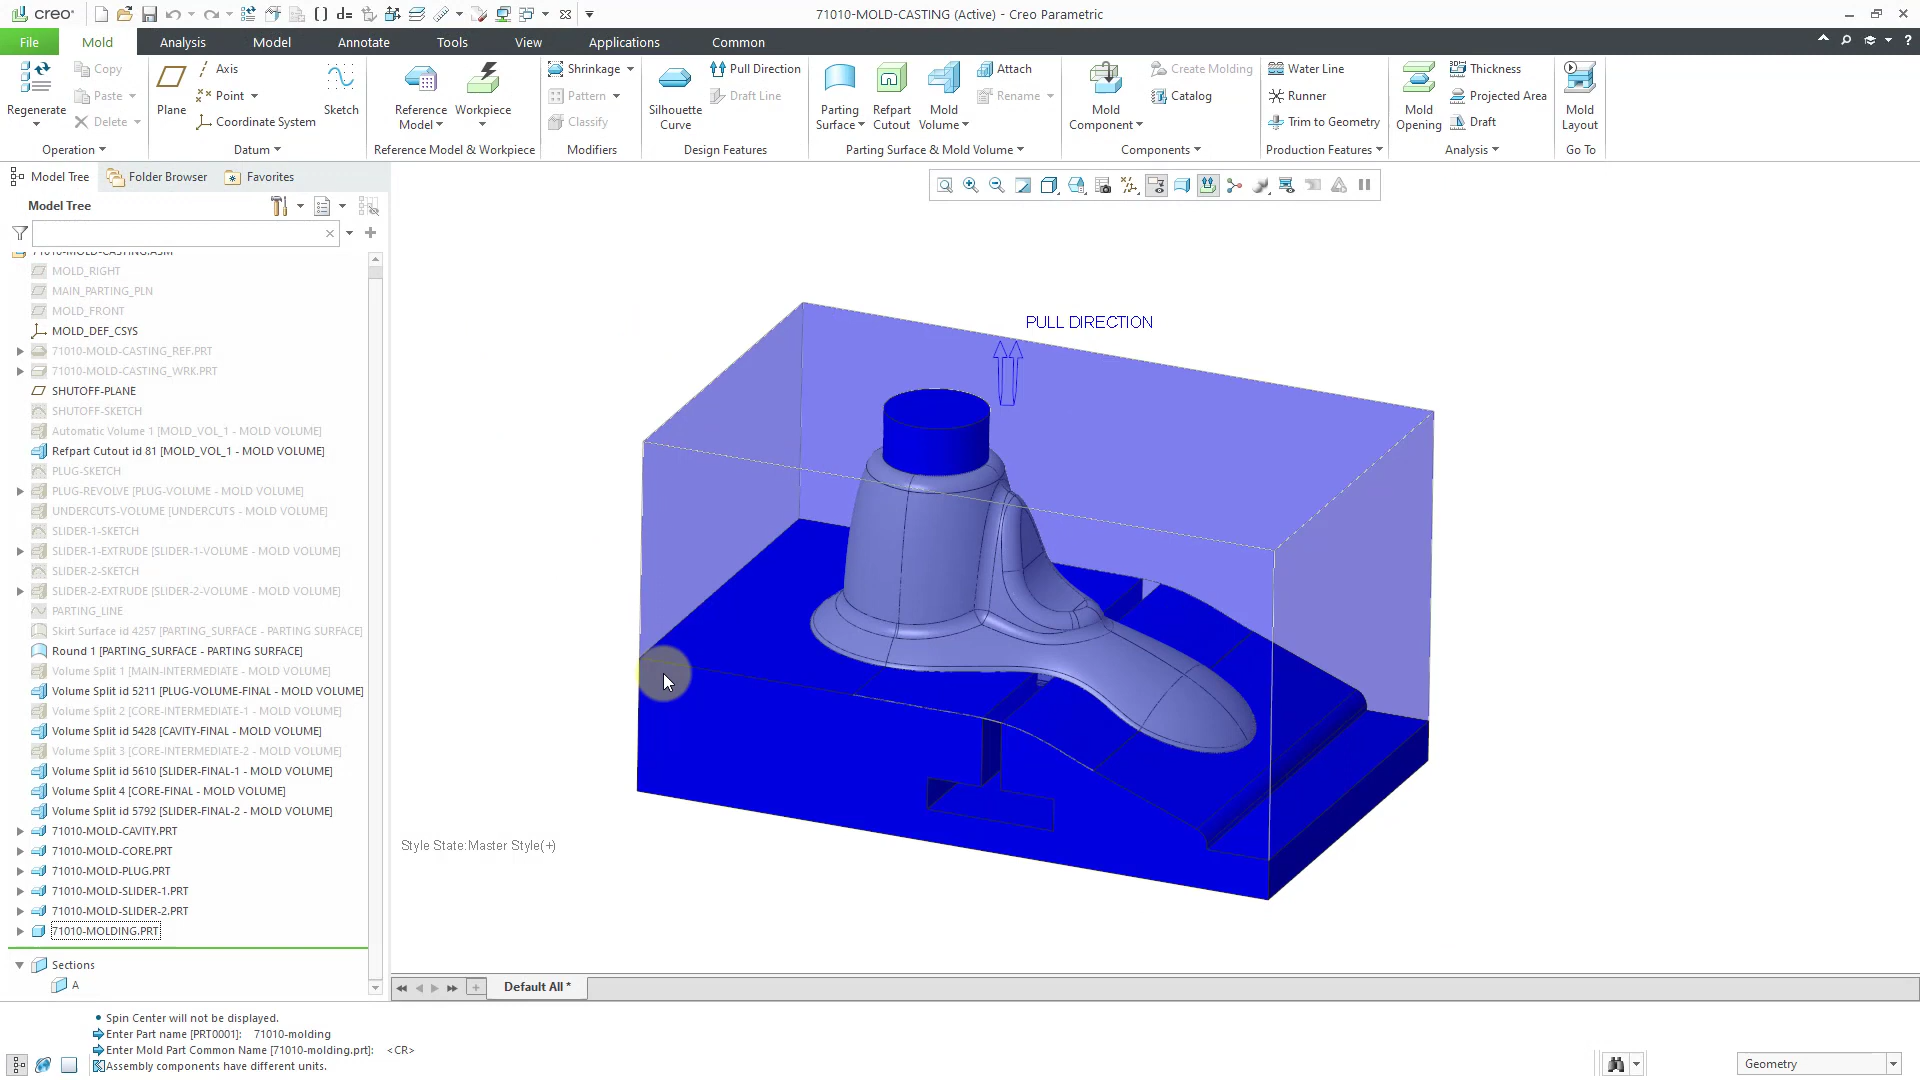 creo
71010-MOLD-CASTING (Active) - Creo Parametric
File Mold Analysis Model Annotate Tools View Applications Common
Regenerate
Copy
Paste
Delete
Operation
Plane
Axis
Point
Coordinate System
Sketch
Datum
Reference Model
Workpiece
Reference Model & Workpiece
Shrinkage
Pattern
Classify
Modifiers
Silhouette Curve
Pull Direction
Draft Line
Design Features
Parting Surface
Refpart Cutout
Mold Volume
Attach
Rename
Parting Surface & Mold Volume
Mold Component
Create Molding
Catalog
Components
Water Line
Runner
Trim to Geometry
Production Features
Mold Opening
Thickness
Projected Area
Draft
Analysis
Mold Layout
Go To
Model Tree Folder Browser Favorites
Model Tree
71010-MOLD-CASTING.ASM
MOLD_RIGHT
MAIN_PARTING_PLN
MOLD_FRONT
MOLD_DEF_CSYS
71010-MOLD-CASTING_REF.PRT
71010-MOLD-CASTING_WRK.PRT
SHUTOFF-PLANE
SHUTOFF-SKETCH
Automatic Volume 1 [MOLD_VOL_1 - MOLD VOLUME]
Refpart Cutout id 81 [MOLD_VOL_1 - MOLD VOLUME]
PLUG-SKETCH
PLUG-REVOLVE [PLUG-VOLUME - MOLD VOLUME]
UNDERCUTS-VOLUME [UNDERCUTS - MOLD VOLUME]
SLIDER-1-SKETCH
SLIDER-1-EXTRUDE [SLIDER-1-VOLUME - MOLD VOLUME]
SLIDER-2-SKETCH
SLIDER-2-EXTRUDE [SLIDER-2-VOLUME - MOLD VOLUME]
PARTING_LINE
Skirt Surface id 4257 [PARTING_SURFACE - PARTING SURFACE]
Round 1 [PARTING_SURFACE - PARTING SURFACE]
Volume Split 1 [MAIN-INTERMEDIATE - MOLD VOLUME]
Volume Split id 5211 [PLUG-VOLUME-FINAL - MOLD VOLUME]
Volume Split 2 [CORE-INTERMEDIATE-1 - MOLD VOLUME]
Volume Split id 5428 [CAVITY-FINAL - MOLD VOLUME]
Volume Split 3 [CORE-INTERMEDIATE-2 - MOLD VOLUME]
Volume Split id 5610 [SLIDER-FINAL-1 - MOLD VOLUME]
Volume Split 4 [CORE-FINAL - MOLD VOLUME]
Volume Split id 5792 [SLIDER-FINAL-2 - MOLD VOLUME]
71010-MOLD-CAVITY.PRT
71010-MOLD-CORE.PRT
71010-MOLD-PLUG.PRT
71010-MOLD-SLIDER-1.PRT
71010-MOLD-SLIDER-2.PRT
71010-MOLDING.PRT
Sections
A
PULL DIRECTION
Style State:Master Style(+)
Default All *
Spin Center will not be displayed.
Enter Part name [PRT0001]: 71010-molding
Enter Mold Part Common Name [71010-molding.prt]: <CR>
Assembly components have different units.
Geometry